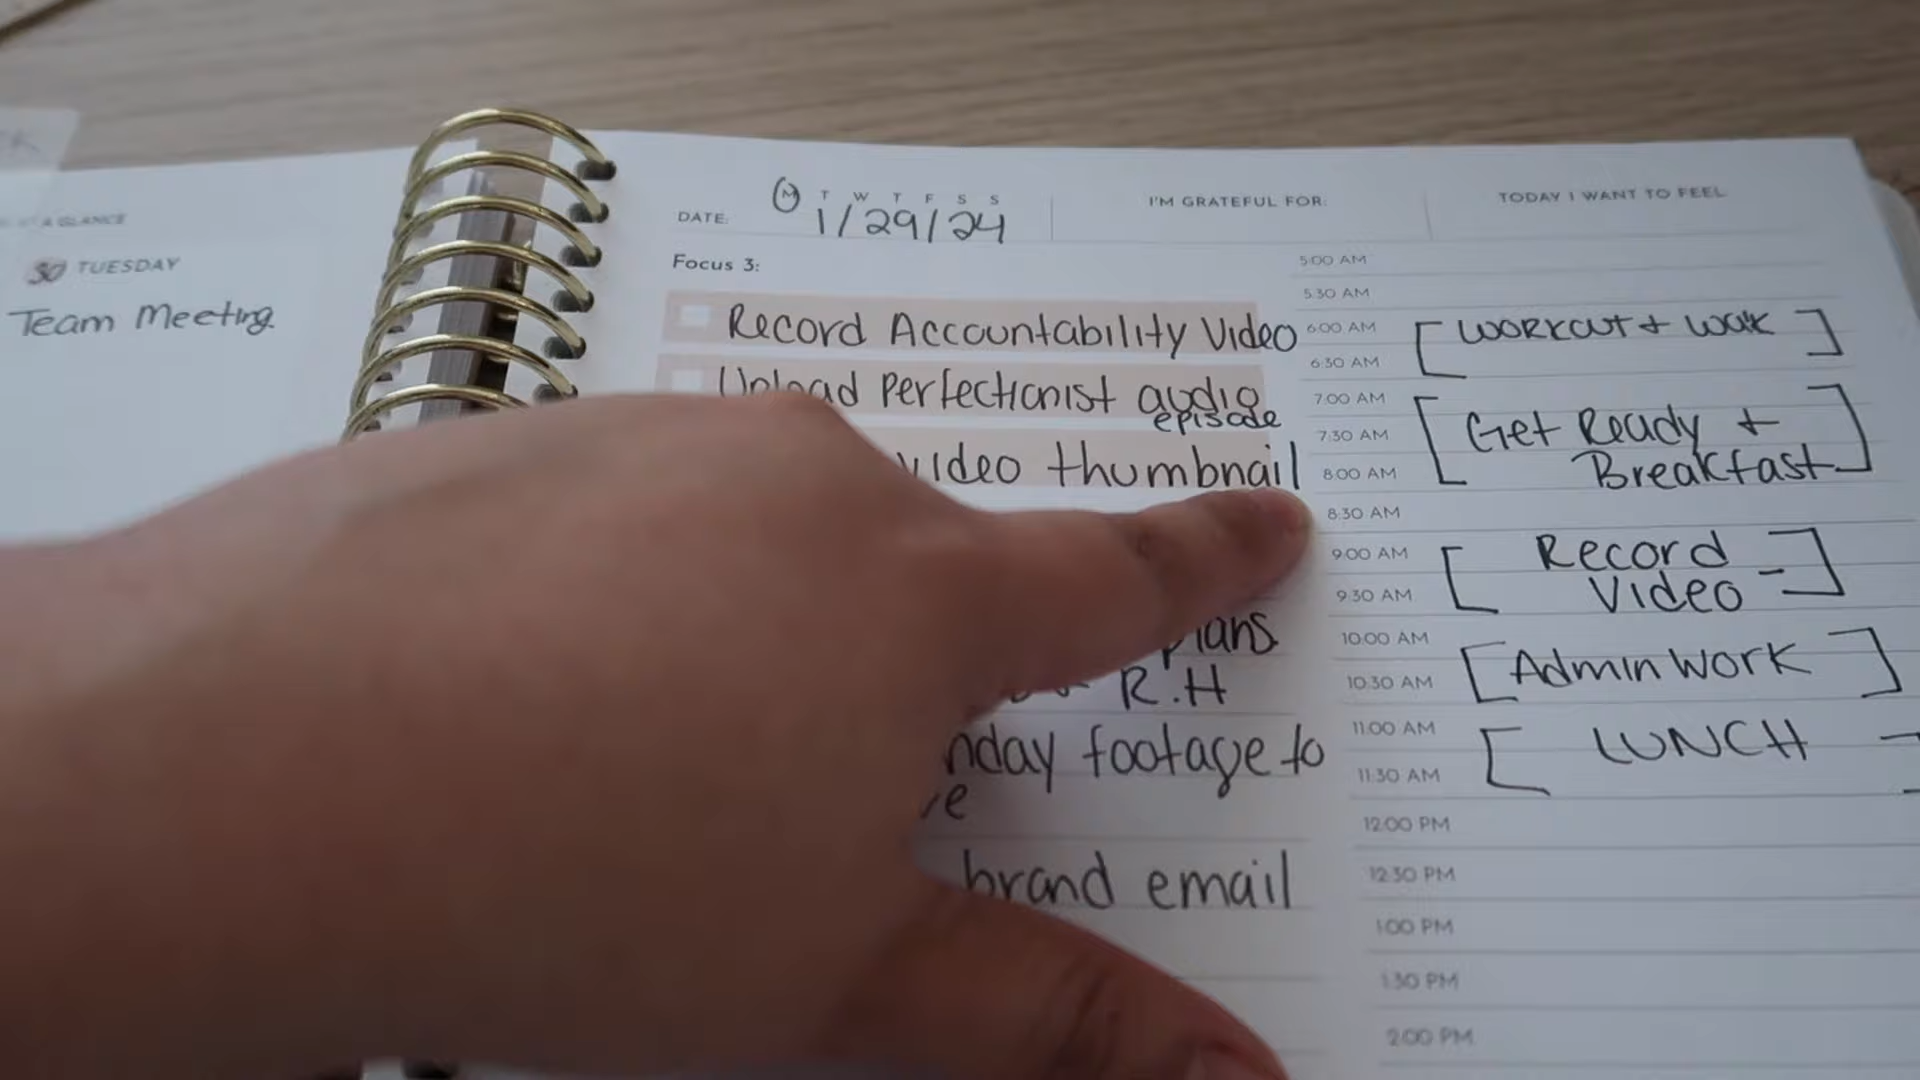 30 TUESDAY
Team Meeting
M T W T F S S
DATE: 1/29/24
I'M GRATEFUL FOR:
TODAY I WANT TO FEEL
Focus 3:
Record Accountability Video
Upload Perfectionist audio
episode
video thumbnail
R.H
footage to
brand email
5:00 AM
5:30 AM
6:00 AM WORKOUT + WALK
6:30 AM
7:00 AM
7:30 AM Get Ready +
8:00 AM Breakfast
8:30 AM
9:00 AM Record
9:30 AM Video
10:00 AM
10:30 AM Admin Work
11:00 AM LUNCH
11:30 AM
12:00 PM
12:30 PM
1:00 PM
1:30 PM
2:00 PM